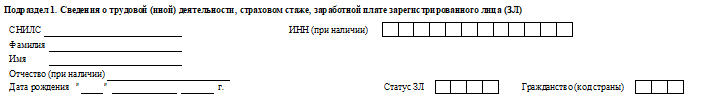 Подраздел 1. Сведения о трудовой (иной) деятельности, страховом стаже, заработной плате зарегистрированного лица (ЗЛ)
СНИЛС ИНН (при наличии)
Фамилия
Имя
Отчество (при наличии)
Дата рождения " " г. Статус ЗЛ Гражданство (код страны)